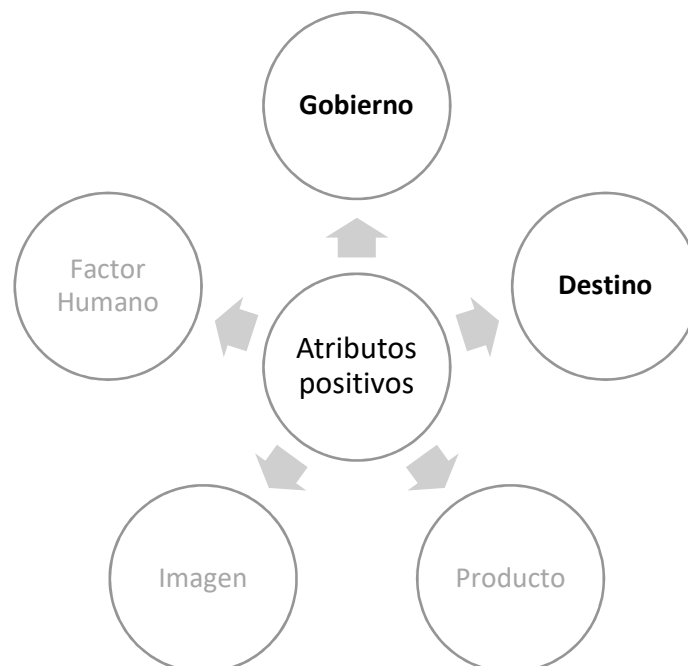 Gobierno
Factor
Humano
Destino
Atributos
positivos
Imagen
Producto